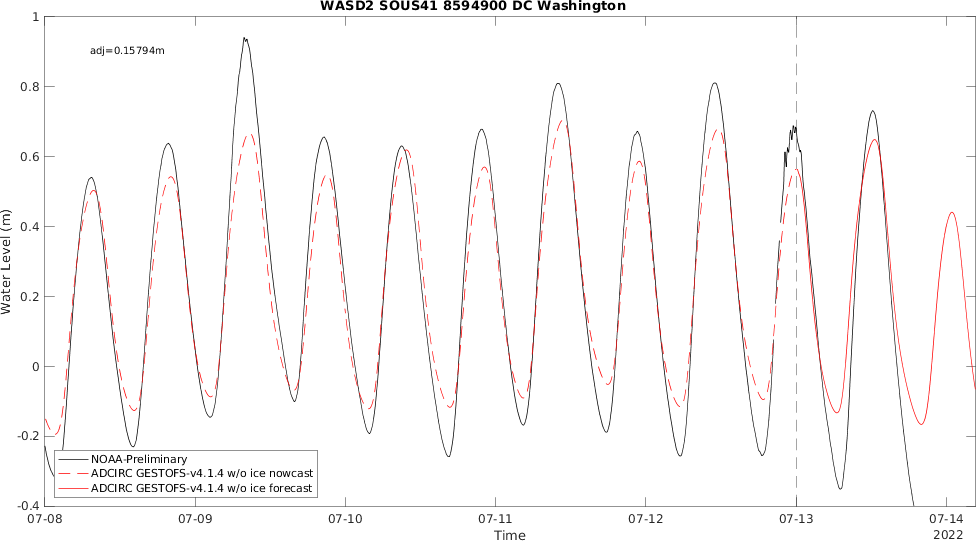 WASD2 SOUS41 8594900 DC Washington
adj=0.15794m
1
0.8
0.6
0.4
0.2
0
-0.2
-0.4
Water Level (m)
NOAA-Preliminary
ADCIRC GESTOFS-v4.1.4 w/o ice nowcast
ADCIRC GESTOFS-v4.1.4 w/o ice forecast
07-08 07-09 07-10 07-11 07-12 07-13 07-14
Time
2022